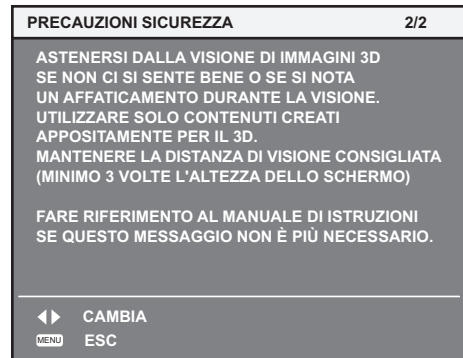 PRECAUZIONI SICUREZZA 2/2
ASTENERSI DALLA VISIONE DI IMMAGINI 3D
SE NON CI SI SENTE BENE O SE SI NOTA
UN AFFATICAMENTO DURANTE LA VISIONE.
UTILIZZARE SOLO CONTENUTI CREATI
APPOSITAMENTE PER IL 3D.
MANTENERE LA DISTANZA DI VISIONE CONSIGLIATA
(MINIMO 3 VOLTE L'ALTEZZA DELLO SCHERMO)
FARE RIFERIMENTO AL MANUALE DI ISTRUZIONI
SE QUESTO MESSAGGIO NON È PIÙ NECESSARIO.
CAMBIA
MENU ESC